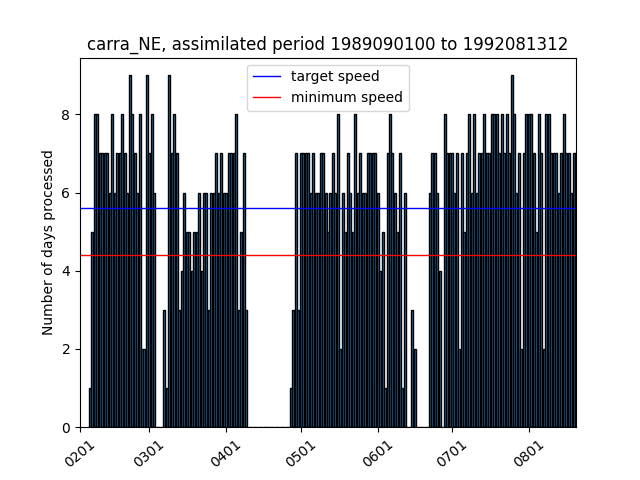 carra_NE, assimilated period 1989090100 to 1992081312
target speed
minimum speed
Number of days processed
8
6
4
2
0
0201 0301 0401 0501 0601 0701 0801